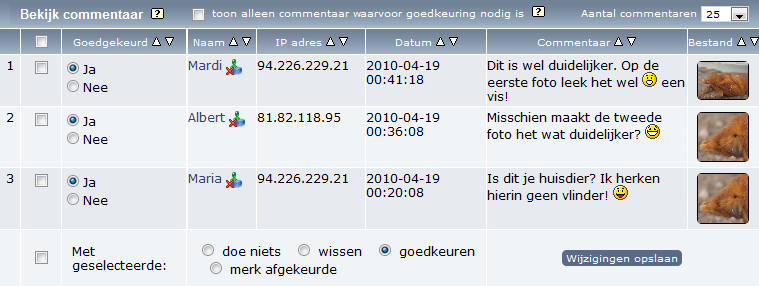 Bekijk commentaar ? toon alleen commentaar waarvoor goedkeuring nodig is ? Aantal commentaren 25
Goedgekeurd Naam IP adres Datum Commentaar Bestand
1 Ja Mardi 94.226.229.21 2010-04-19 Dit is wel duidelijker. Op de
Nee 00:41:18 eerste foto leek het wel een
vis!
2 Ja Albert 81.82.118.95 2010-04-19 Misschien maakt de tweede
Nee 00:36:08 foto het wat duidelijker?
3 Ja Maria 94.226.229.21 2010-04-19 Is dit je huisdier? Ik herken
Nee 00:20:08 hierin geen vlinder!
Met doe niets wissen goedkeuren Wijzigingen opslaan
geselecteerde: merk afgekeurde